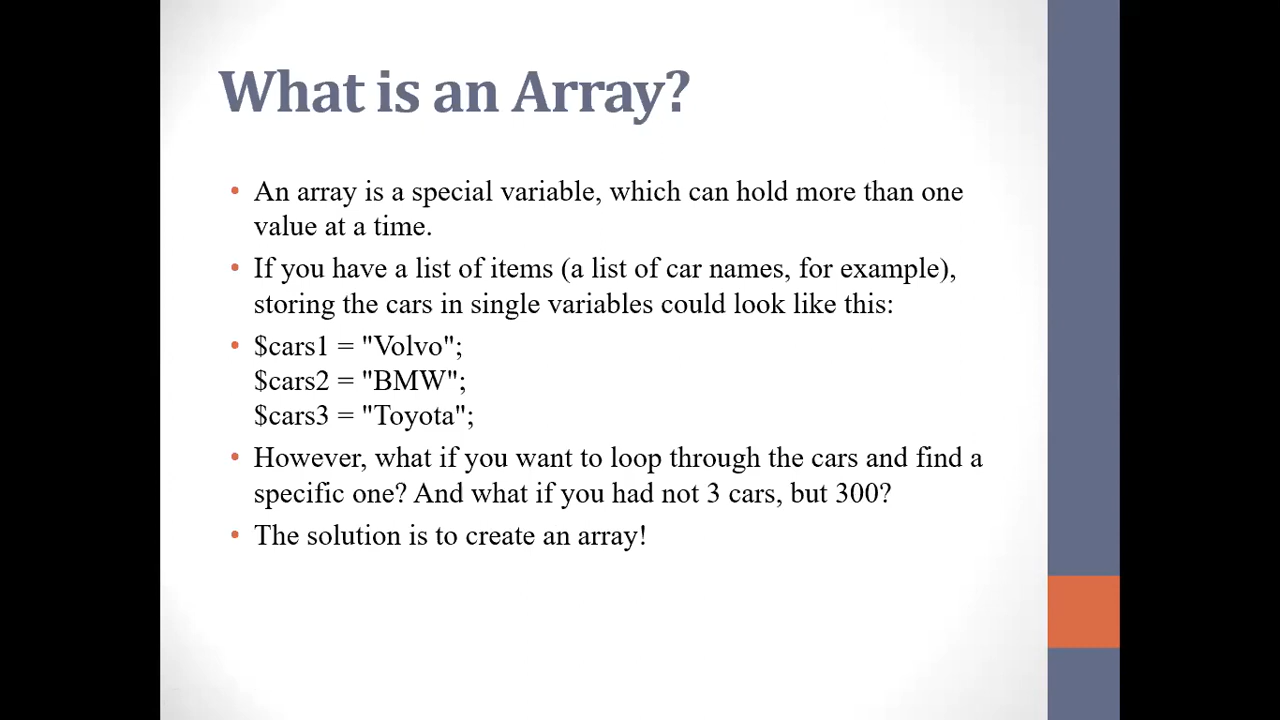 What is an Array?
• An array is a special variable, which can hold more than one
value at a time.
• If you have a list of items (a list of car names, for example),
storing the cars in single variables could look like this:
• $cars1 = "Volvo";
$cars2 = "BMW";
$cars3 = "Toyota";
• However, what if you want to loop through the cars and find a
specific one? And what if you had not 3 cars, but 300?
• The solution is to create an array!